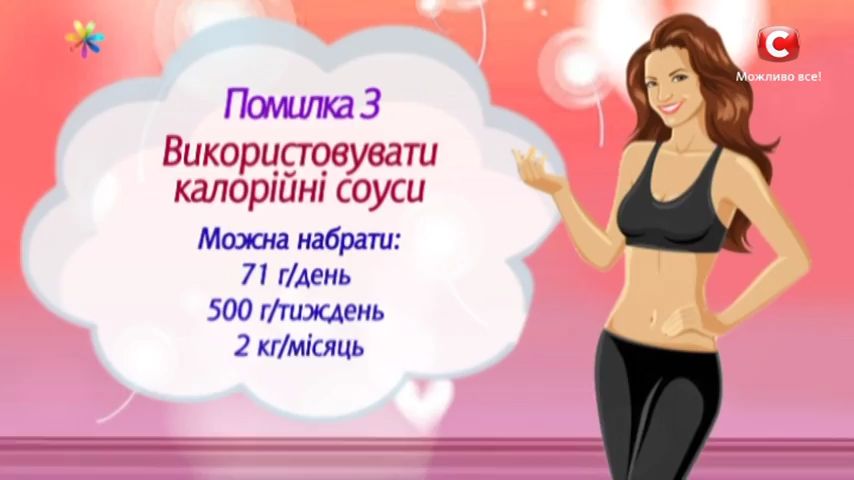 Помилка 3
Використовувати
калорійні соуси
Можна набрати:
71 г/день
500 г/тиждень
2 кг/місяць
С
Можливо все!